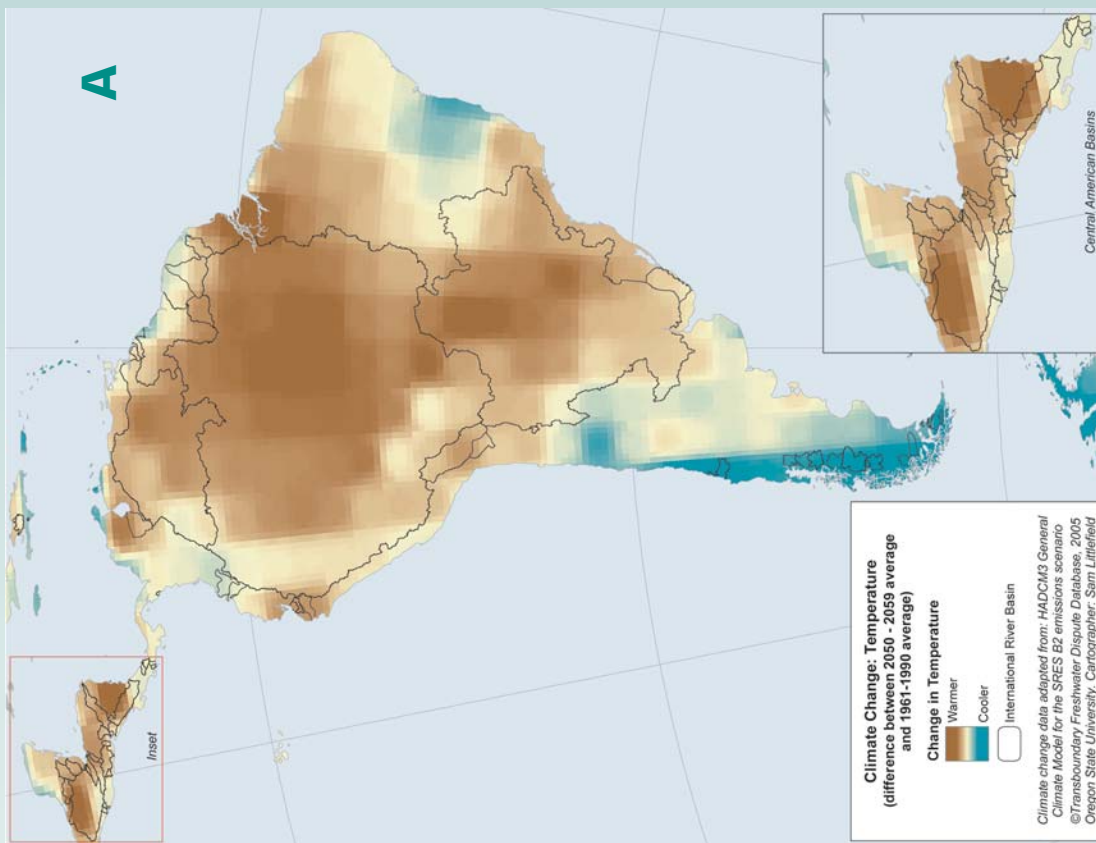 A
Inset
Central American Basins
Climate Change: Temperature
(difference between 2050 - 2059 average
and 1961-1990 average)
Change in Temperature
Warmer
Cooler
International River Basin
Climate change data adapted from: HADCM3 General
Climate Model for the SRES B2 emissions scenario
©Transboundary Freshwater Dispute Database, 2005
Oregon State University. Cartographer: Sam Littlefield